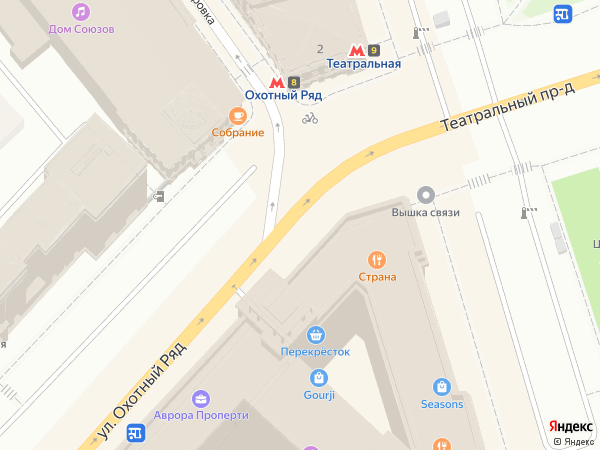 Дом Союзов
2
9
Театральная
8
Охотный Ряд
Собрание
Театральный пр-д
Вышка связи
Страна
ул. Охотный Ряд
Перекрёсток
Gourji
Аврора Проперти
Seasons
Яндекс
© Яндекс